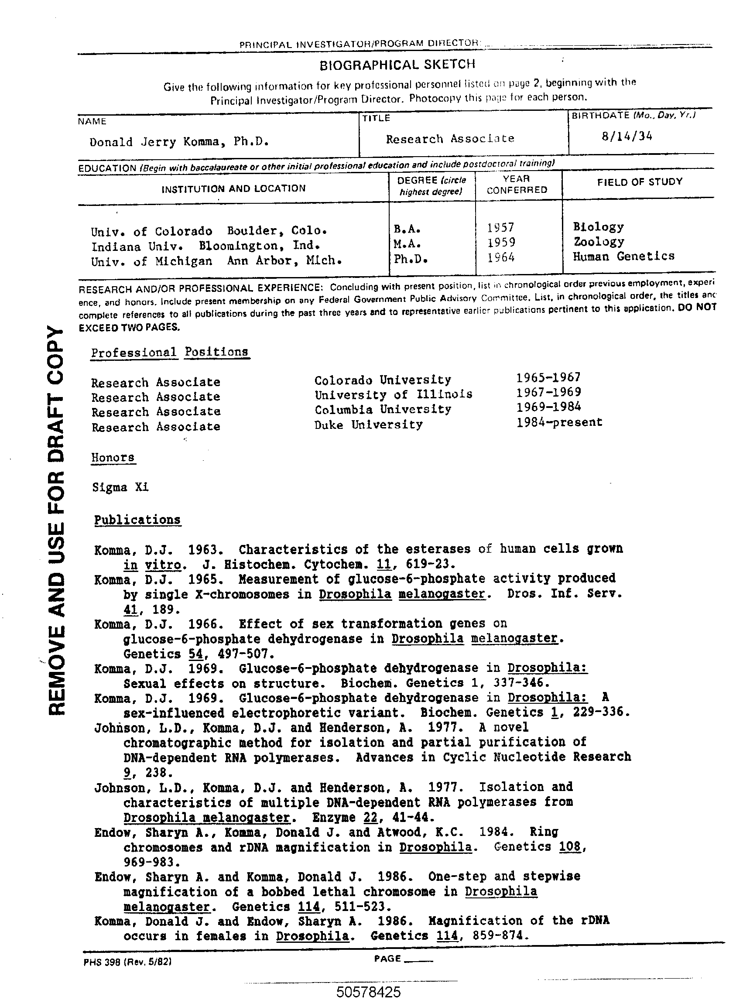 PRINCIPAL INVESTIGATOR/PROGRAM DIRECTOR:
BIOGRAPHICAL SKETCH
Give the following information for key professional personnel listed on page 2, beginning with the
Principal Investigator/Program Director. Photocopy this page for each person.
NAME TITLE BIRTHDATE (Mo., Day, Yr.)
Donald Jerry Komma, Ph.D. Research Associate 8/14/34
EDUCATION (Begin with baccalaureate or other initial professional education and include postdoctoral training)
INSTITUTION AND LOCATION DEGREE (circle highest degree) YEAR CONFERRED FIELD OF STUDY
Univ. of Colorado Boulder, Colo. B.A. 1957 Biology
Indiana Univ. Bloomington, Ind. M.A. 1959 Zoology
Univ. of Michigan Ann Arbor, Mich. Ph.D. 1964 Human Genetics
RESEARCH AND/OR PROFESSIONAL EXPERIENCE: Concluding with present position, list in chronological order previous employment, experi
ence, and honors. Include present membership on any Federal Government Public Advisory Committee. List, in chronological order, the titles and
complete references to all publications during the past three years and to representative earlier publications pertinent to this application. DO NOT
EXCEED TWO PAGES.
REMOVE AND USE FOR DRAFT COPY
Professional Positions
Research Associate Colorado University 1965-1967
Research Associate University of Illinois 1967-1969
Research Associate Columbia University 1969-1984
Research Associate Duke University 1984-present
Honors
Sigma Xi
Publications
Komma, D.J. 1963. Characteristics of the esterases of human cells grown
in vitro. J. Histochem. Cytochem. 11, 619-23.
Komma, D.J. 1965. Measurement of glucose-6-phosphate activity produced
by single X-chromosomes in Drosophila melanogaster. Dros. Inf. Serv.
41, 189.
Komma, D.J. 1966. Effect of sex transformation genes on
glucose-6-phosphate dehydrogenase in Drosophila melanogaster.
Genetics 54, 497-507.
Komma, D.J. 1969. Glucose-6-phosphate dehydrogenase in Drosophila:
Sexual effects on structure. Biochem. Genetics 1, 337-346.
Komma, D.J. 1969. Glucose-6-phosphate dehydrogenase in Drosophila: A
sex-influenced electrophoretic variant. Biochem. Genetics 1, 229-336.
Johnson, L.D., Komma, D.J. and Henderson, A. 1977. A novel
chromatographic method for isolation and partial purification of
DNA-dependent RNA polymerases. Advances in Cyclic Nucleotide Research
9, 238.
Johnson, L.D., Komma, D.J. and Henderson, A. 1977. Isolation and
characteristics of multiple DNA-dependent RNA polymerases from
Drosophila melanogaster. Enzyme 22, 41-44.
Endow, Sharyn A., Komma, Donald J. and Atwood, K.C. 1984. Ring
chromosomes and rDNA magnification in Drosophila. Genetics 108,
969-983.
Endow, Sharyn A. and Komma, Donald J. 1986. One-step and stepwise
magnification of a bobbed lethal chromosome in Drosophila
melanogaster. Genetics 114, 511-523.
Komma, Donald J. and Endow, Sharyn A. 1986. Magnification of the rDNA
occurs in females in Drosophila. Genetics 114, 859-874.
PHS 398 (Rev. 5/82) PAGE
50578425